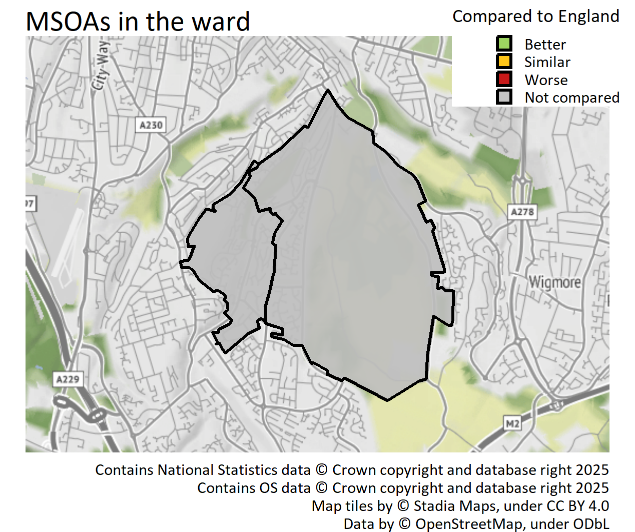 MSOAs in the ward
Compared to England
Better
Similar
Worse
Not compared
City Way
A230
A278
Wigmore
A229
M2
Contains National Statistics data © Crown copyright and database right 2025
Contains OS data © Crown copyright and database right 2025
Map tiles by © Stadia Maps, under CC BY 4.0
Data by © OpenStreetMap, under ODbL